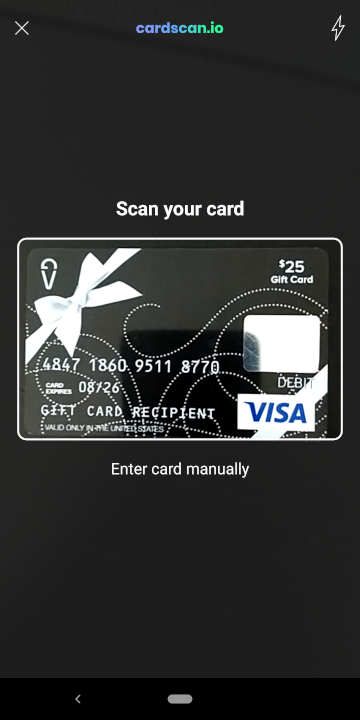 cardscan.io
Scan your card
$25
Gift Card
4847 1860 9511 8770
DEBIT
CARD
EXPIRES 08/26
GIFT CARD RECIPIENT
VISA
VALID ONLY IN THE UNITED STATES
Enter card manually